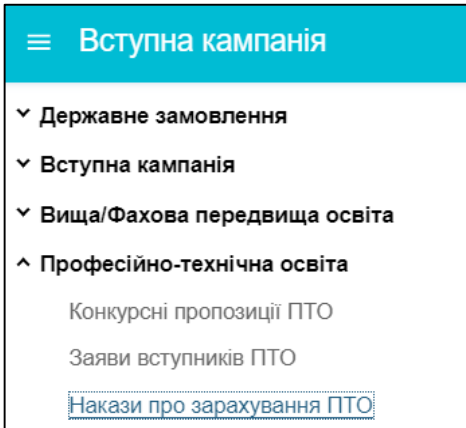 Вступна кампанія
Державне замовлення
Вступна кампанія
Вища/Фахова передвища освіта
Професійно-технічна освіта
Конкурсні пропозиції ПТО
Заяви вступників ПТО
Накази про зарахування ПТО